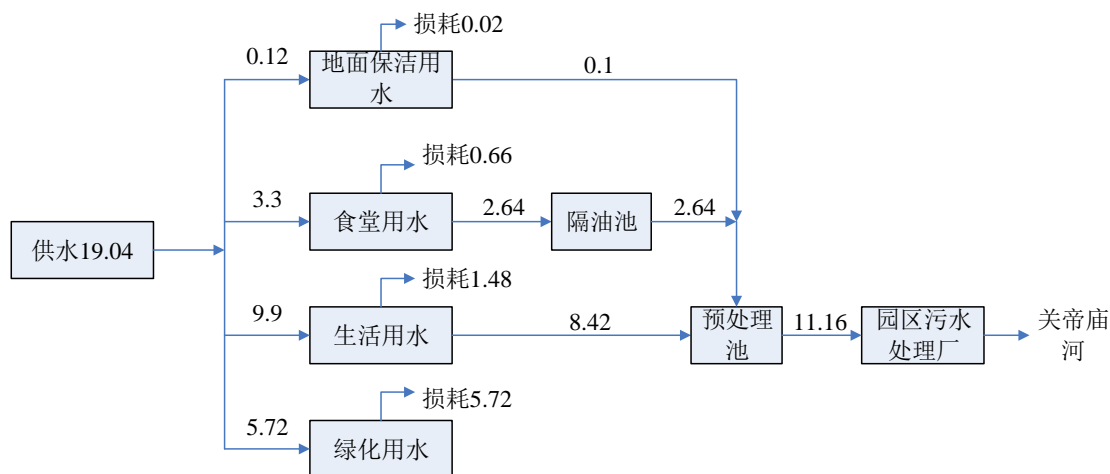 损耗0.02
0.12
地面保洁用
水
0.1
损耗0.66
3.3
食堂用水
2.64
隔油池
2.64
供水19.04
损耗1.48
9.9
生活用水
8.42
预处理
池
11.16
园区污水
处理厂
关帝庙
河
损耗5.72
5.72
绿化用水